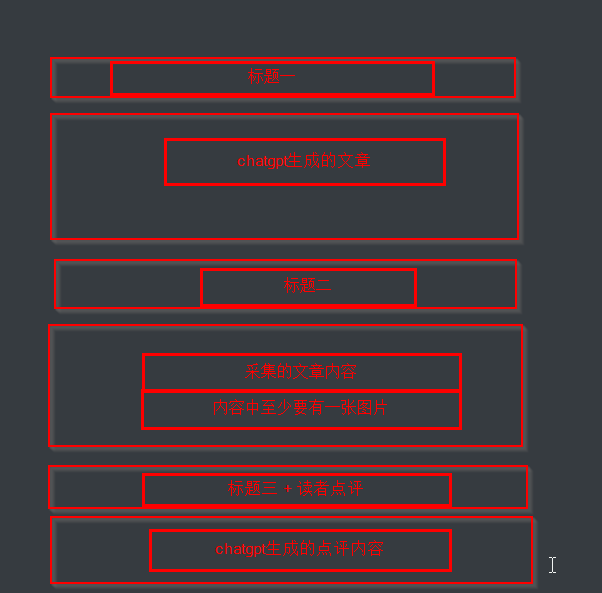 标题一
chatgpt生成的文章
标题二
采集的文章内容
内容中至少要有一张图片
标题三 + 读者点评
chatgpt生成的点评内容